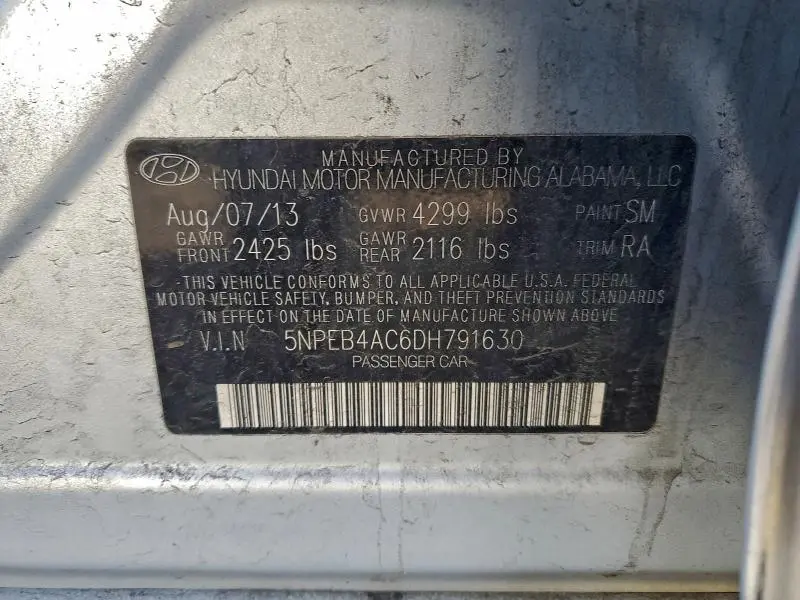 MANUFACTURED BY
HYUNDAI MOTOR MANUFACTURING ALABAMA, LLC
Aug/07/13 GVWR 4299 lbs PAINT SM
GAWR FRONT 2425 lbs GAWR REAR 2116 lbs TRIM RA
THIS VEHICLE CONFORMS TO ALL APPLICABLE U.S.A. FEDERAL
MOTOR VEHICLE SAFETY, BUMPER, AND THEFT PREVENTION STANDARDS
IN EFFECT ON THE DATE OF MANUFACTURE SHOWN ABOVE
V.I.N 5NPEB4AC6DH791630
PASSENGER CAR